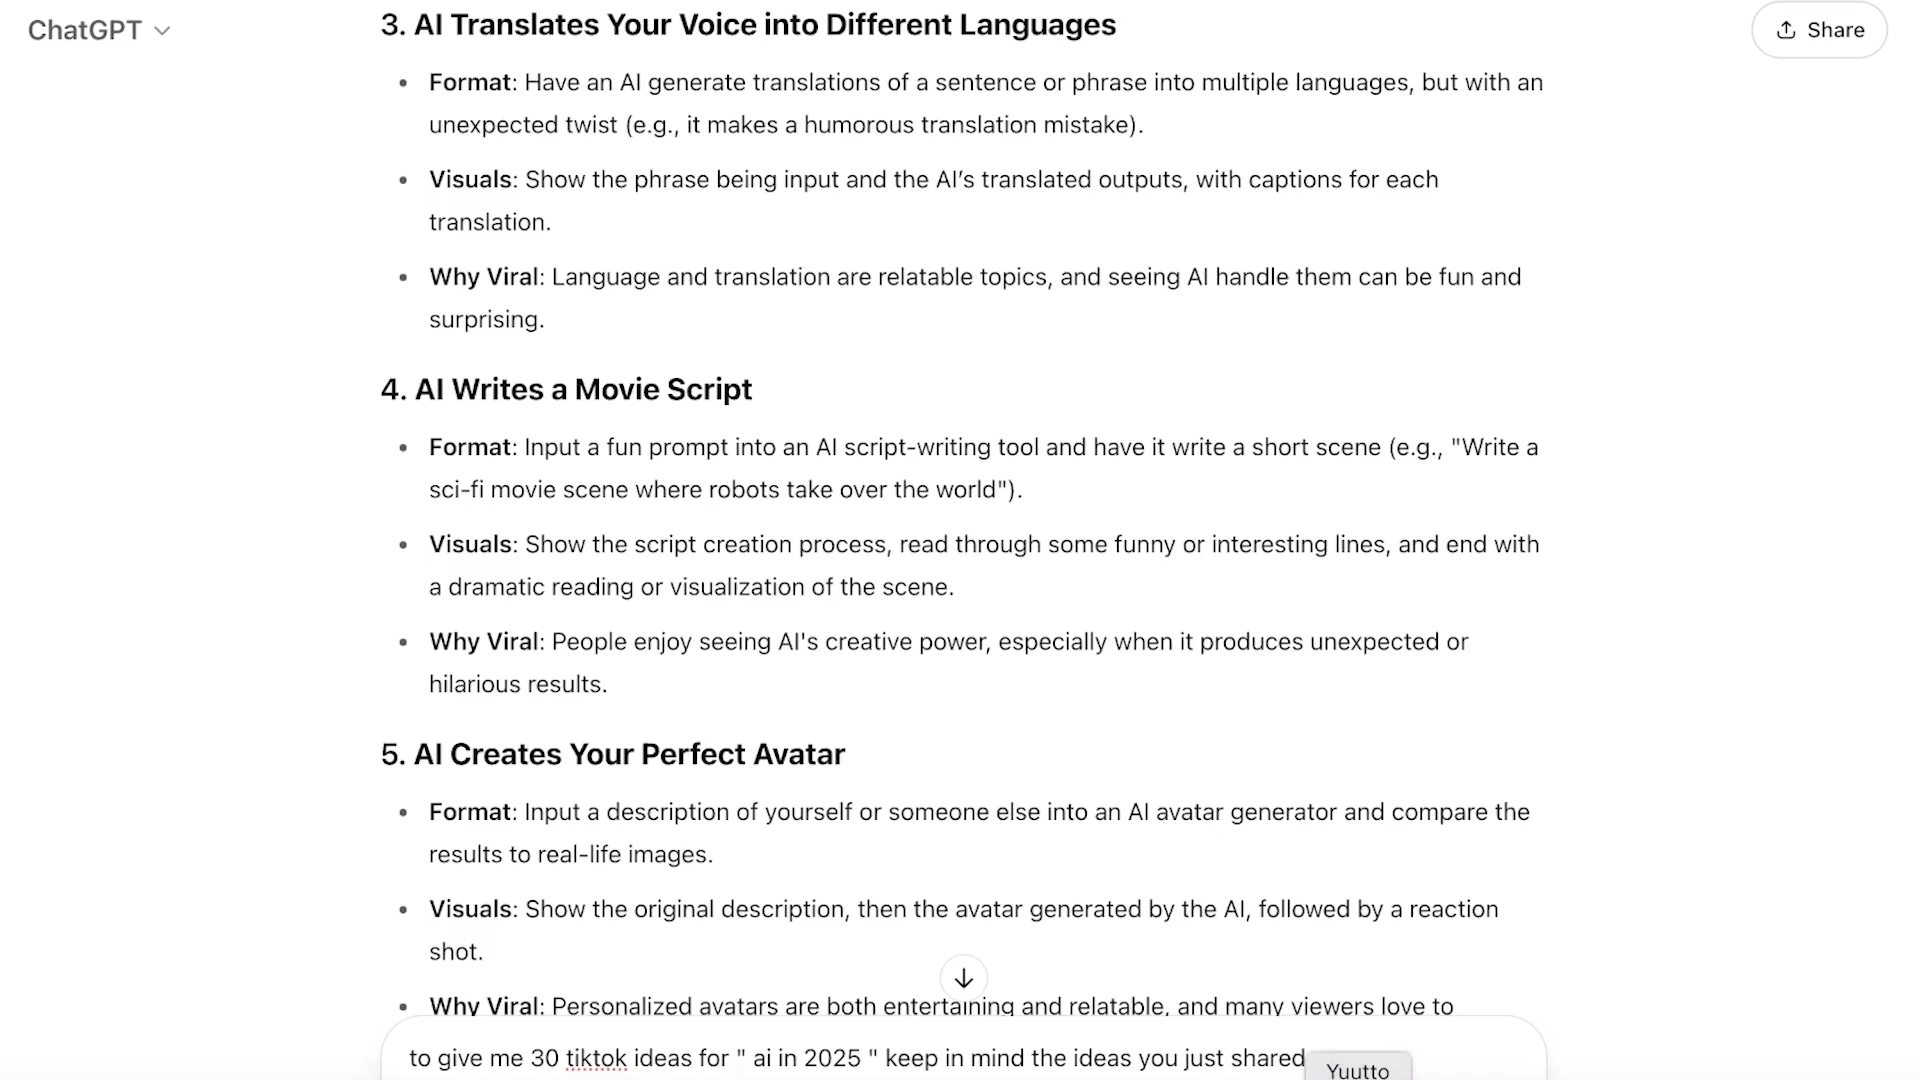 ChatGPT
Share
3. AI Translates Your Voice into Different Languages
• Format: Have an AI generate translations of a sentence or phrase into multiple languages, but with an
unexpected twist (e.g., it makes a humorous translation mistake).
• Visuals: Show the phrase being input and the AI’s translated outputs, with captions for each
translation.
• Why Viral: Language and translation are relatable topics, and seeing AI handle them can be fun and
surprising.
4. AI Writes a Movie Script
• Format: Input a fun prompt into an AI script-writing tool and have it write a short scene (e.g., "Write a
sci-fi movie scene where robots take over the world").
• Visuals: Show the script creation process, read through some funny or interesting lines, and end with
a dramatic reading or visualization of the scene.
• Why Viral: People enjoy seeing AI's creative power, especially when it produces unexpected or
hilarious results.
5. AI Creates Your Perfect Avatar
• Format: Input a description of yourself or someone else into an AI avatar generator and compare the
results to real-life images.
• Visuals: Show the original description, then the avatar generated by the AI, followed by a reaction
shot.
• Why Viral: Personalized avatars are both entertaining and relatable, and many viewers love to
to give me 30 tiktok ideas for " ai in 2025 " keep in mind the ideas you just shared
Yuutto